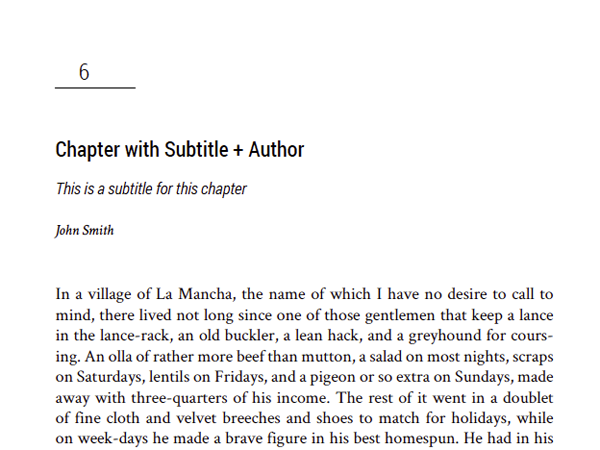 6
Chapter with Subtitle + Author
This is a subtitle for this chapter
John Smith
In a village of La Mancha, the name of which I have no desire to call to
mind, there lived not long since one of those gentlemen that keep a lance
in the lance-rack, an old buckler, a lean hack, and a greyhound for cours-
ing. An olla of rather more beef than mutton, a salad on most nights, scraps
on Saturdays, lentils on Fridays, and a pigeon or so extra on Sundays, made
away with three-quarters of his income. The rest of it went in a doublet
of fine cloth and velvet breeches and shoes to match for holidays, while
on week-days he made a brave figure in his best homespun. He had in his